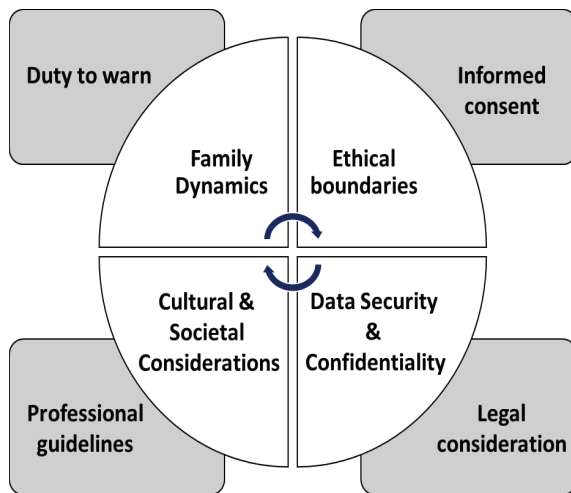 Duty to warn
Informed
consent
Family
Dynamics
Ethical
boundaries
Cultural &
Societal
Considerations
Data Security
&
Confidentiality
Professional
guidelines
Legal
consideration